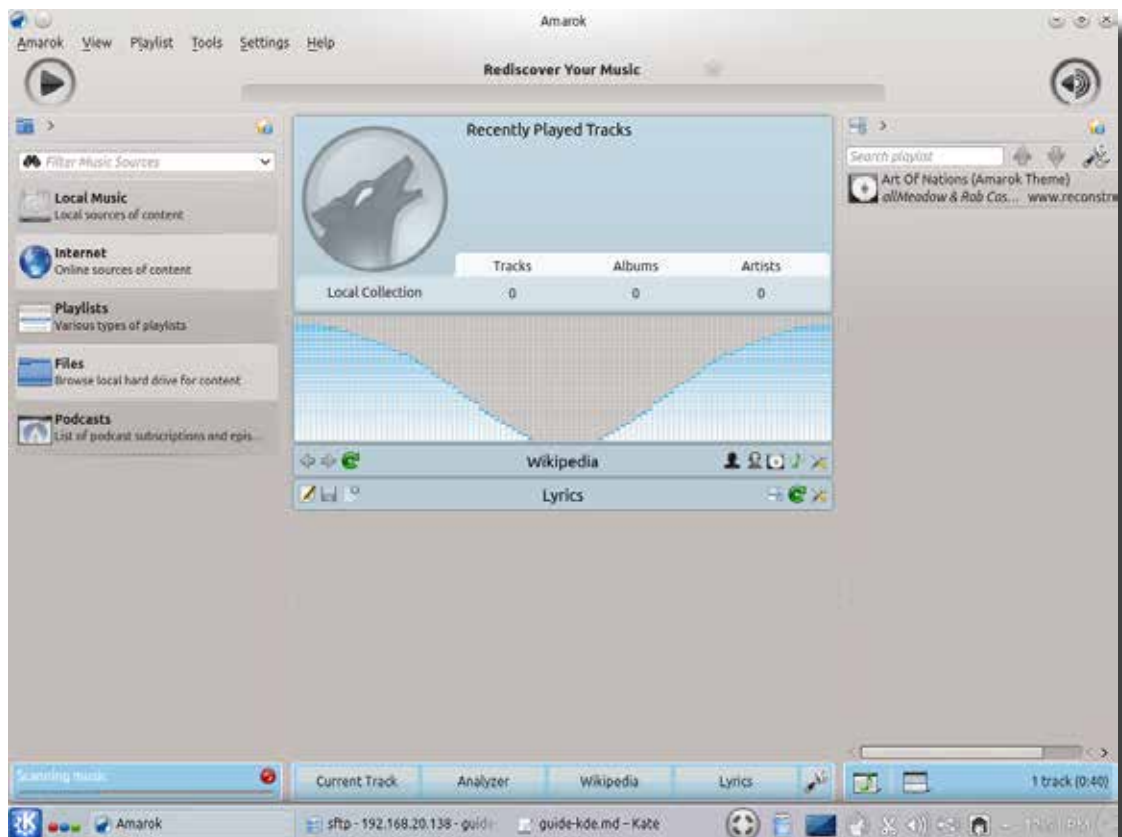 Amarok
Amarok View Playlist Tools Settings Help
Rediscover Your Music
Filter Music Sources
Local Music
Local sources of content
Internet
Online sources of content
Playlists
Various types of playlists
Files
Browse local hard drive for content
Podcasts
List of podcast subscriptions and epis...
Recently Played Tracks
Tracks Albums Artists
Local Collection 0 0 0
Wikipedia
Lyrics
Search playlist
Art Of Nations (Amarok Theme)
allMeadow & Rob Cos... www.reconstrw
Scanning music
Current Track Analyzer Wikipedia Lyrics
1 track (0:40)
Amarok
sftp - 192.168.20.138 - guide
guide-kde.md - Kate